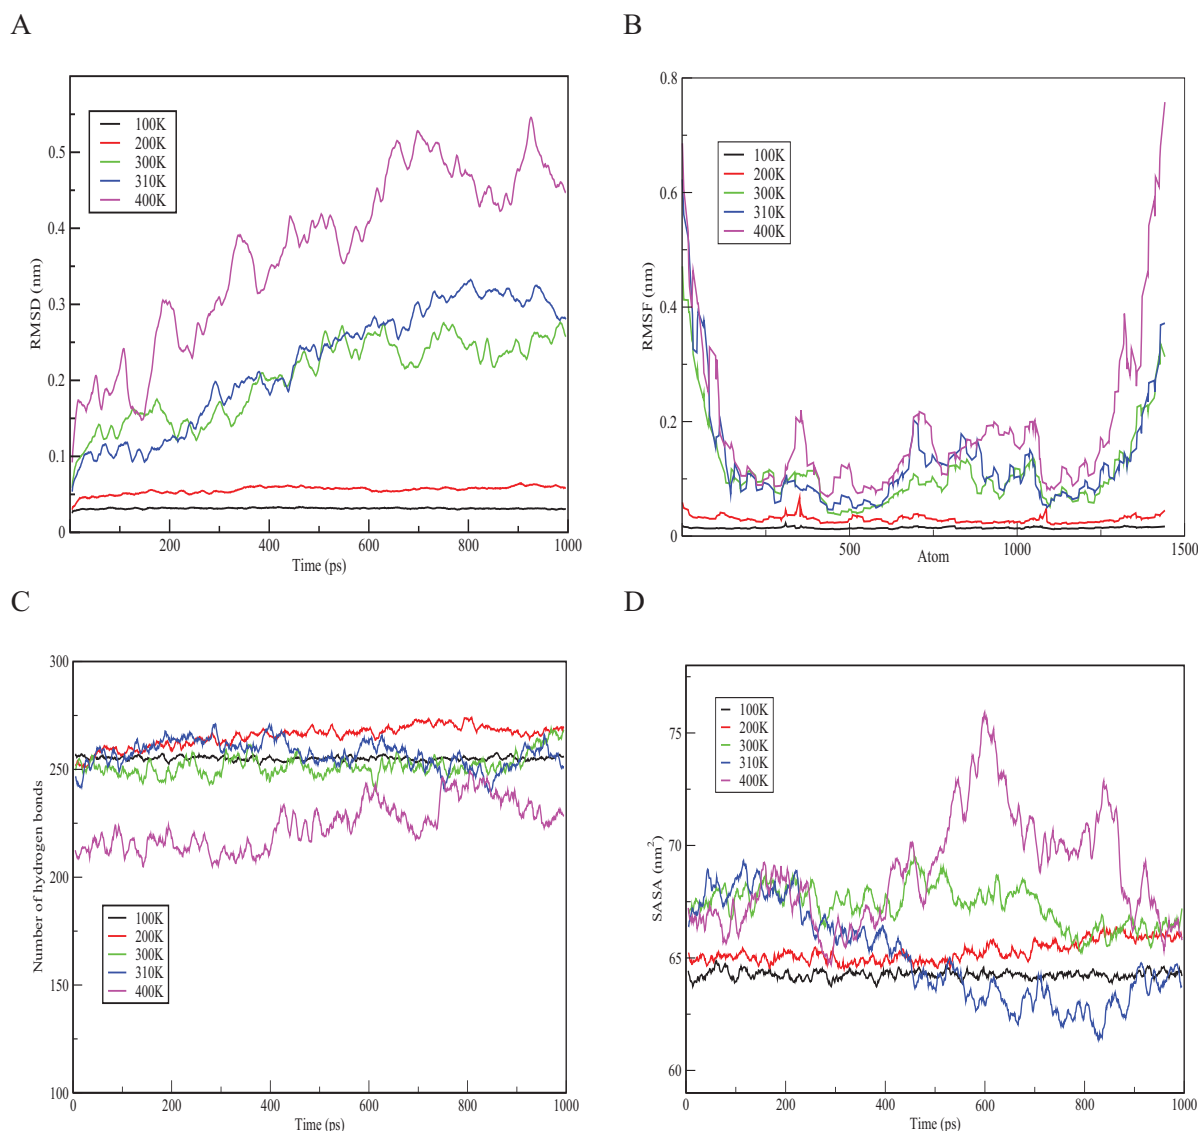 A
B
0.5
0.4
0.3
0.2
0.1
0
RMSD (nm)
100K
200K
300K
310K
400K
200
400
600
800
1000
Time (ps)
0.8
0.6
0.4
0.2
0
RMSF (nm)
100K
200K
300K
310K
400K
500
1000
1500
Atom
C
D
300
250
200
150
100
Number of hydrogen bonds
100K
200K
300K
310K
400K
0
200
400
600
800
1000
Time (ps)
75
70
65
60
SASA (nm²)
100K
200K
300K
310K
400K
0
200
400
600
800
1000
Time (ps)